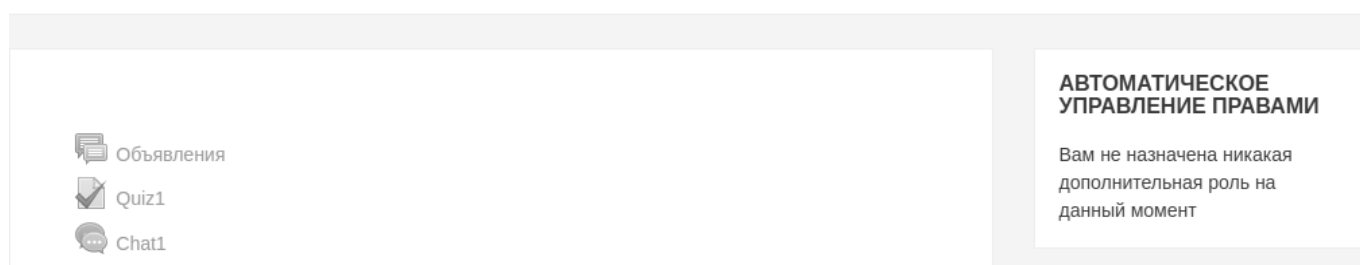 Объявления
Quiz1
Chat1
АВТОМАТИЧЕСКОЕ
УПРАВЛЕНИЕ ПРАВАМИ
Вам не назначена никакая
дополнительная роль на
данный момент